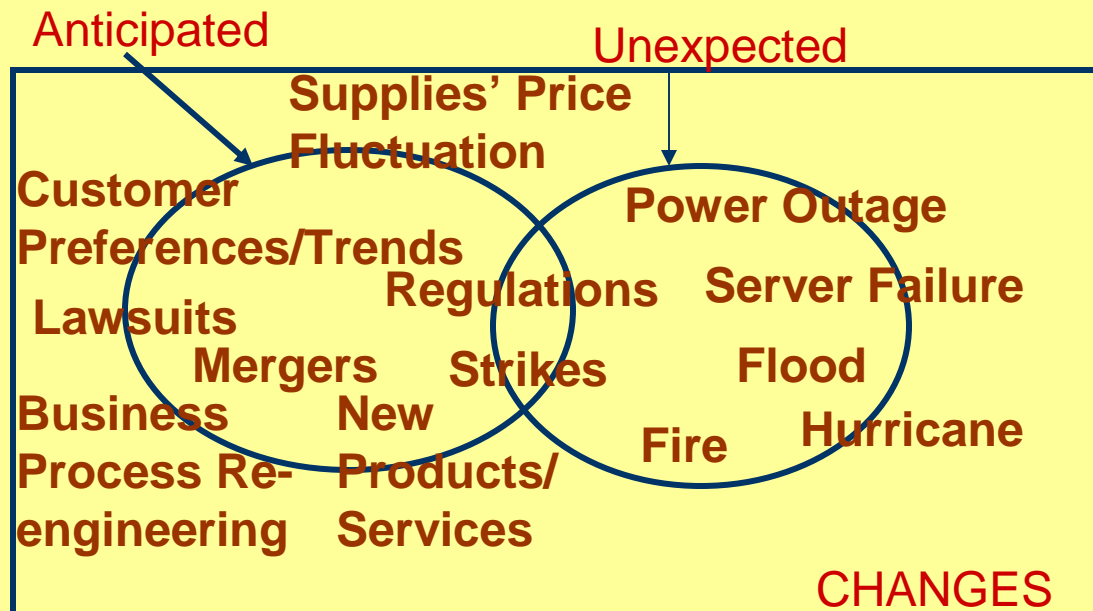 Anticipated
Unexpected
Supplies’ Price
Fluctuation
Customer
Preferences/Trends
Power Outage
Regulations
Server Failure
Lawsuits
Mergers
Strikes
Flood
Business
Process Re-
engineering
New
Products/
Services
Fire
Hurricane
CHANGES